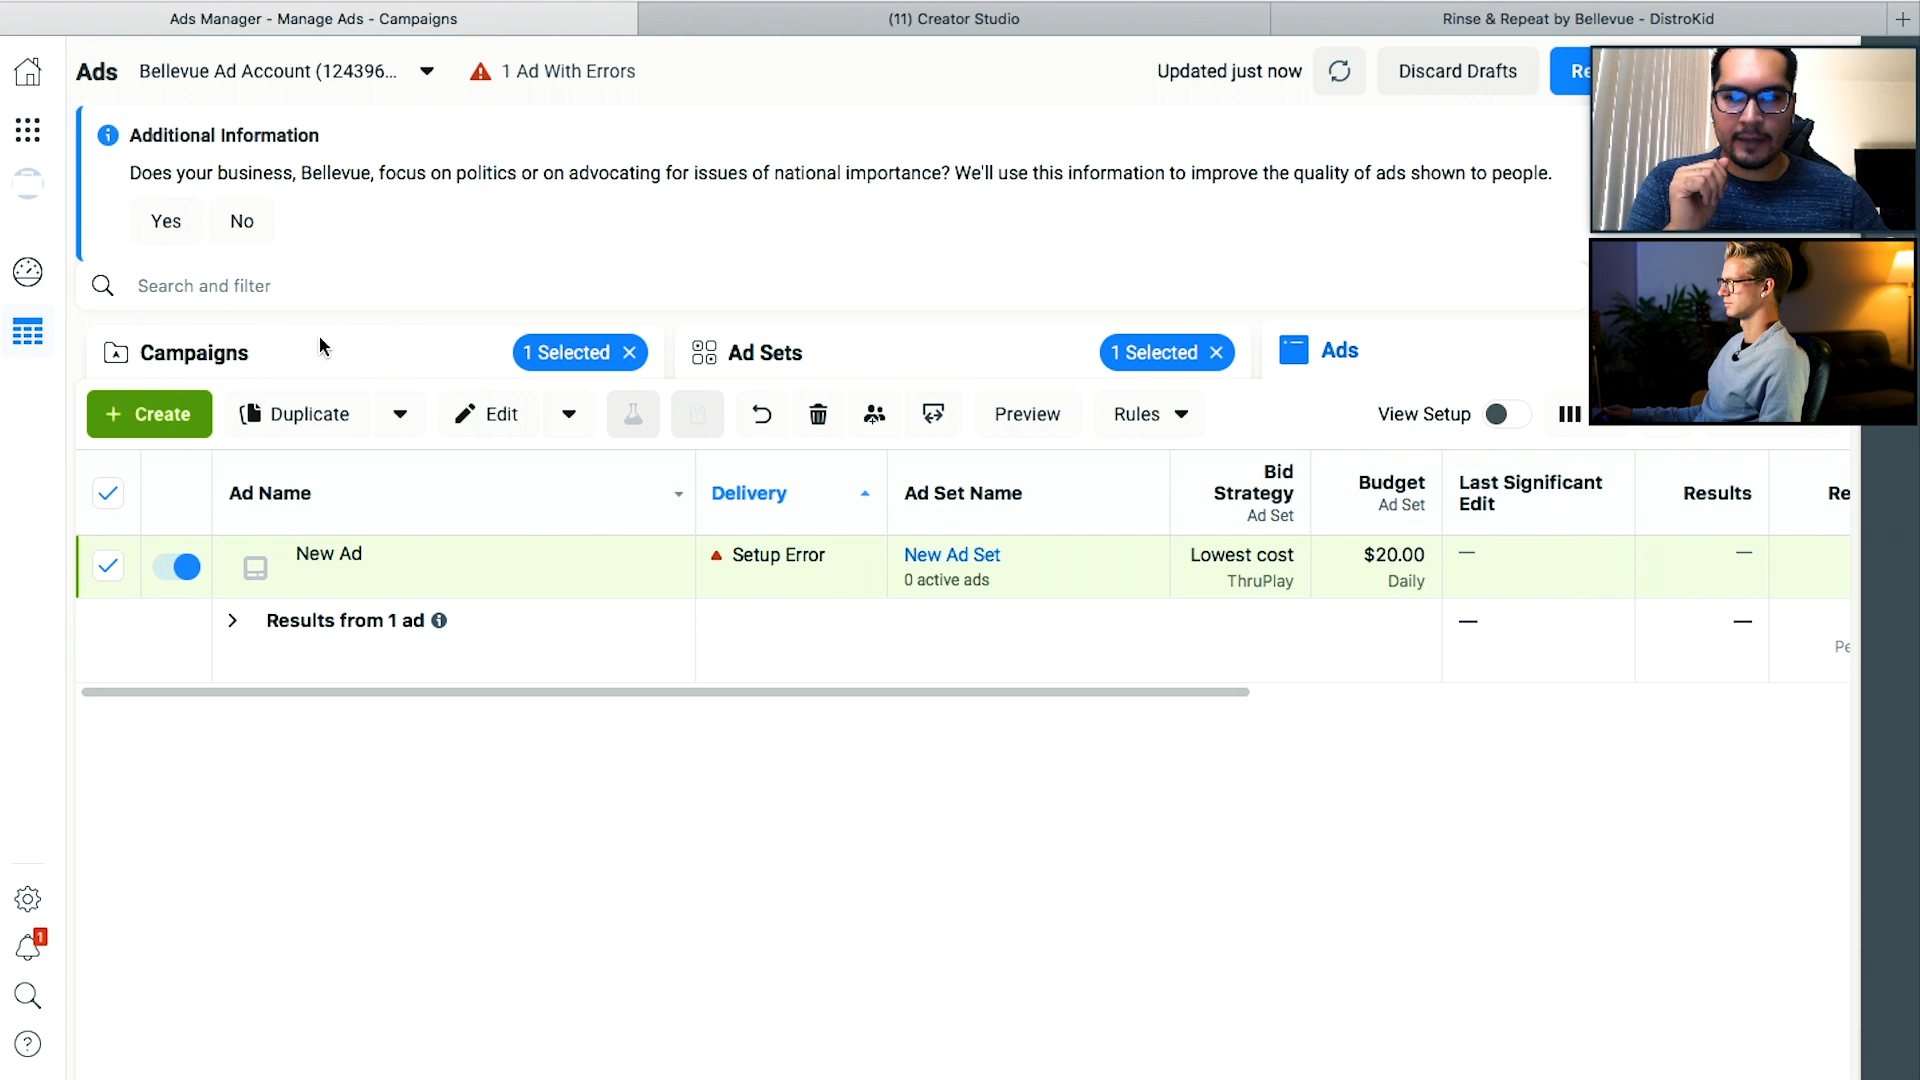 Ads Manager - Manage Ads - Campaigns
(11) Creator Studio
Rinse & Repeat by Bellevue - DistroKid
Ads
Bellevue Ad Account (124396...
1 Ad With Errors
Updated just now
Discard Drafts
Additional Information
Does your business, Bellevue, focus on politics or on advocating for issues of national importance? We'll use this information to improve the quality of ads shown to people.
Yes
No
Search and filter
Campaigns
1 Selected
Ad Sets
1 Selected
Ads
+ Create
Duplicate
Edit
Preview
Rules
View Setup
Ad Name
Delivery
Ad Set Name
Bid
Strategy
Ad Set
Budget
Ad Set
Last Significant
Edit
Results
Re
New Ad
Setup Error
New Ad Set
0 active ads
Lowest cost
ThruPlay
$20.00
Daily
—
—
Results from 1 ad
—
—
Pe
1